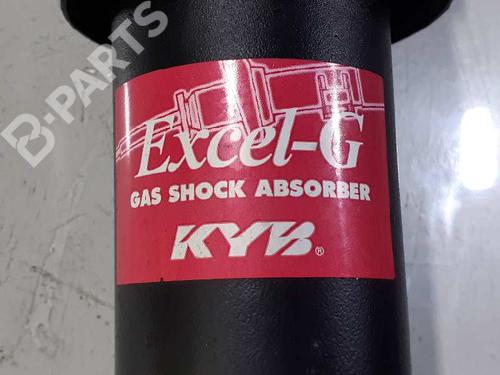 B-PARTS
Excel-G
GAS SHOCK ABSORBER
KYB®